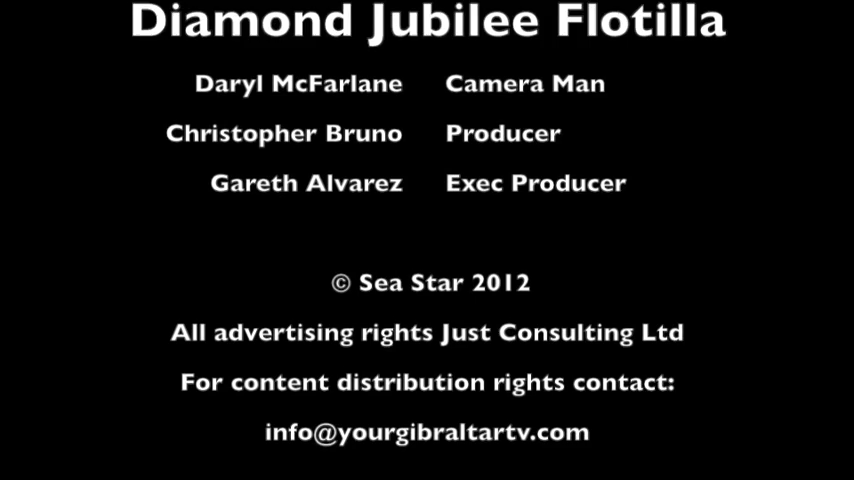 Diamond Jubilee Flotilla
Daryl McFarlane Camera Man
Christopher Bruno Producer
Gareth Alvarez Exec Producer
© Sea Star 2012
All advertising rights Just Consulting Ltd
For content distribution rights contact:
info@yourgibraltartv.com